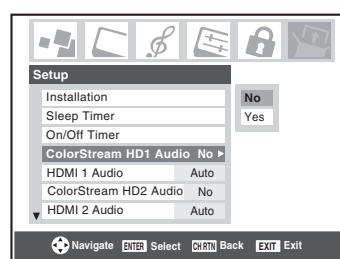 Setup
Installation
No
Sleep Timer
Yes
On/Off Timer
ColorStream HD1 Audio No
HDMI 1 Audio Auto
ColorStream HD2 Audio No
HDMI 2 Audio Auto
Navigate ENTER Select CH RTN Back EXIT Exit